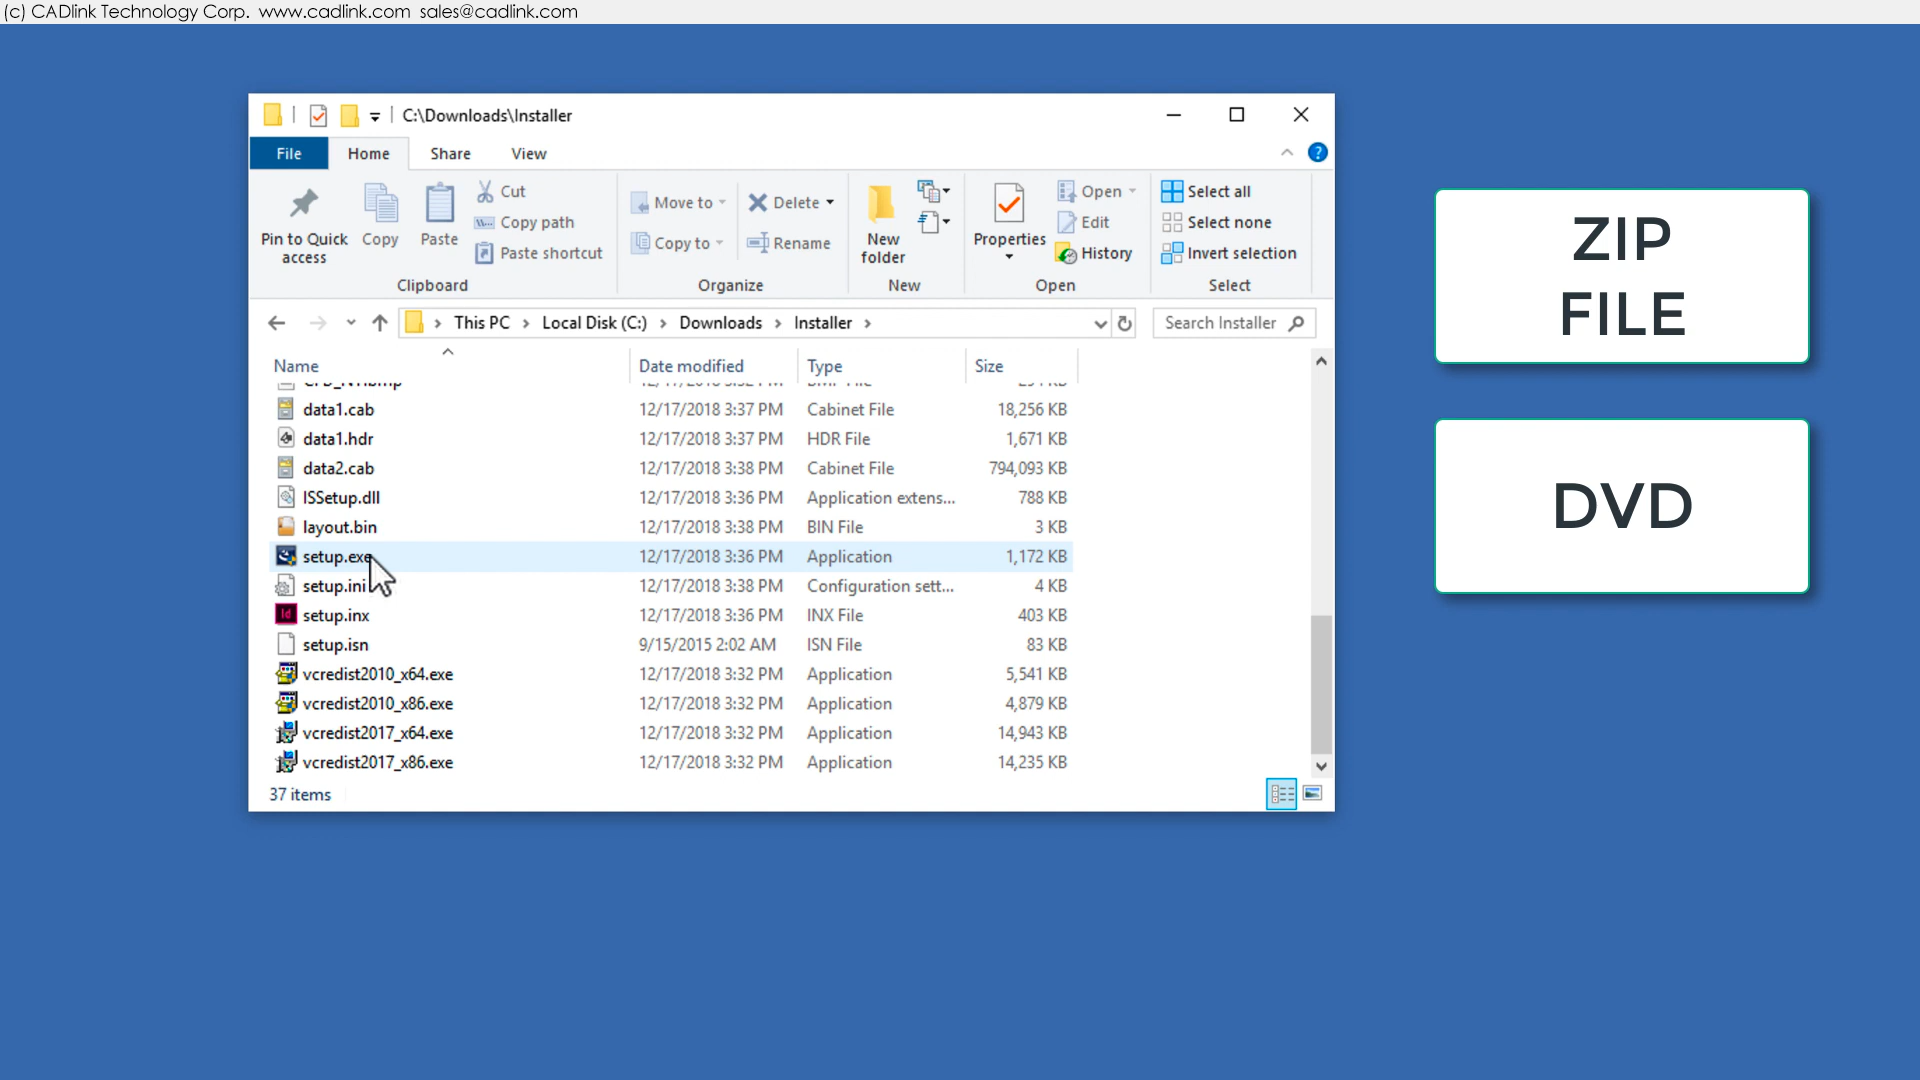 (c) CADlink Technology Corp.  www.cadlink.com  sales@cadlink.com
C:\Downloads\Installer
File Home Share View
Pin to Quick access
Copy
Paste
Cut
Copy path
Paste shortcut
Clipboard
Move to
Copy to
Delete
Rename
Organize
New folder
New
Properties
Open
Edit
History
Open
Select all
Select none
Invert selection
Select
This PC Local Disk (C:) Downloads Installer
Search Installer
Name Date modified Type Size
data1.cab 12/17/2018 3:37 PM Cabinet File 18,256 KB
data1.hdr 12/17/2018 3:37 PM HDR File 1,671 KB
data2.cab 12/17/2018 3:38 PM Cabinet File 794,093 KB
ISSetup.dll 12/17/2018 3:36 PM Application extens... 788 KB
layout.bin 12/17/2018 3:38 PM BIN File 3 KB
setup.exe 12/17/2018 3:36 PM Application 1,172 KB
setup.ini 12/17/2018 3:38 PM Configuration sett... 4 KB
setup.inx 12/17/2018 3:36 PM INX File 403 KB
setup.isn 9/15/2015 2:02 AM ISN File 83 KB
vcredist2010_x64.exe 12/17/2018 3:32 PM Application 5,541 KB
vcredist2010_x86.exe 12/17/2018 3:32 PM Application 4,879 KB
vcredist2017_x64.exe 12/17/2018 3:32 PM Application 14,943 KB
vcredist2017_x86.exe 12/17/2018 3:32 PM Application 14,235 KB
37 items
ZIP
FILE
DVD